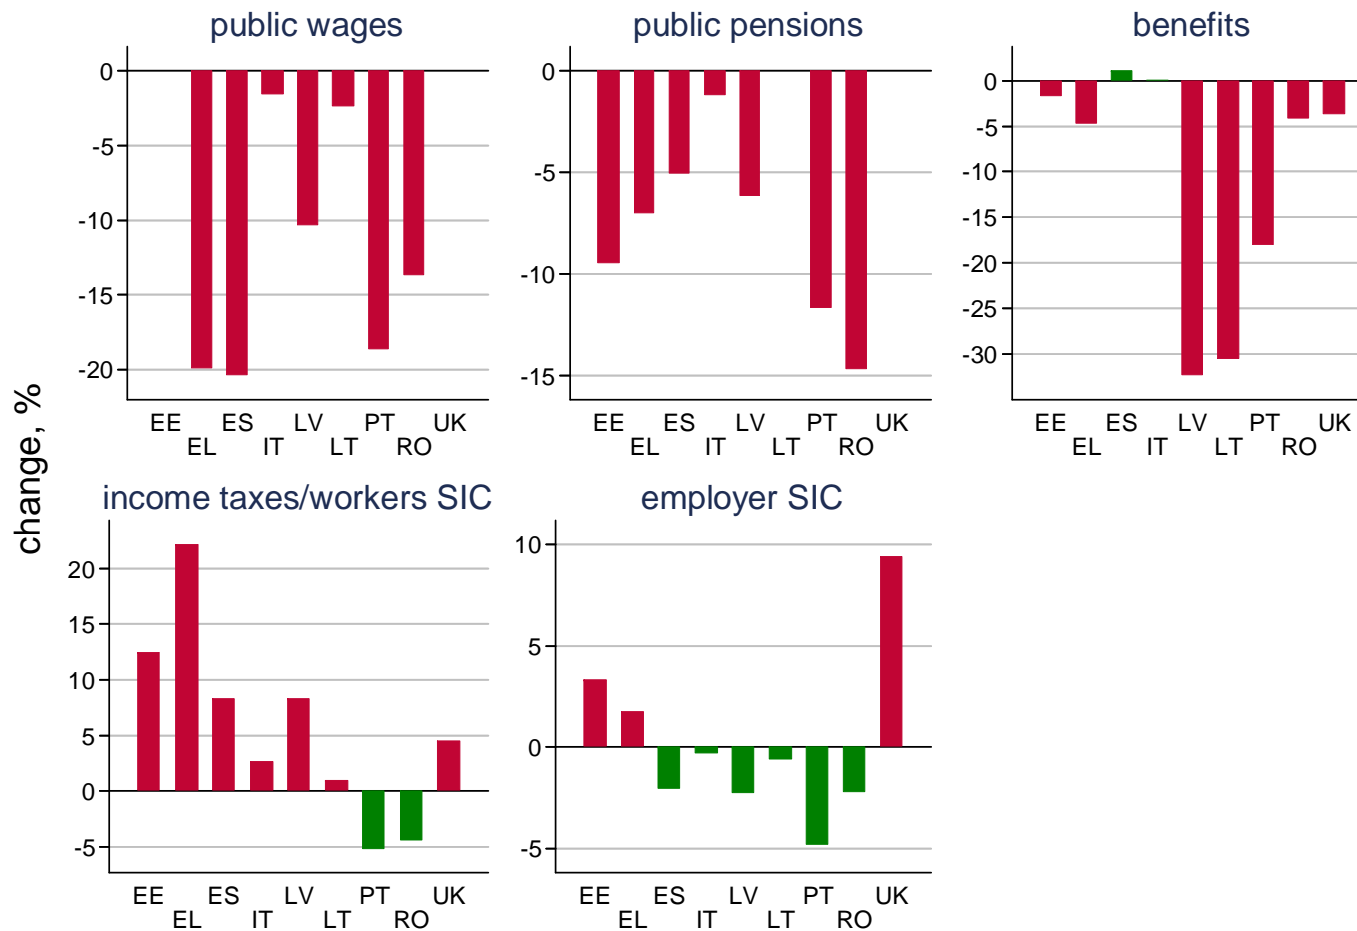 public wages
0
-5
-10
-15
-20
EE ES LV PT UK
EL IT LT RO
public pensions
0
-5
-10
-15
EE ES LV PT UK
EL IT LT RO
benefits
0
-5
-10
-15
-20
-25
-30
EE ES LV PT UK
EL IT LT RO
change, %
income taxes/workers SIC
20
15
10
5
0
-5
EE ES LV PT UK
EL IT LT RO
employer SIC
10
5
0
-5
EE ES LV PT UK
EL IT LT RO